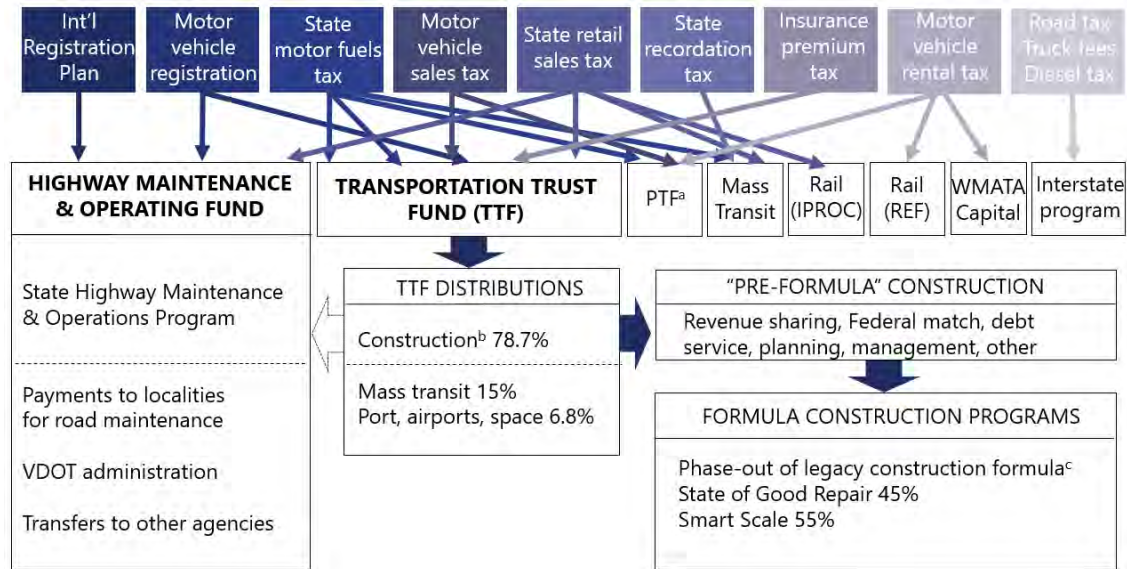 Int'l
Registration
Plan
Motor
vehicle
registration
State
motor fuels
tax
Motor
vehicle
sales tax
State retail
sales tax
State
recordation
tax
Insurance
premium
tax
Motor
vehicle
rental tax
Road tax
Truck fees
Diesel tax
HIGHWAY MAINTENANCE
& OPERATING FUND
TRANSPORTATION TRUST
FUND (TTF)
PTFᵃ
Mass
Transit
Rail
(IPROC)
Rail
(REF)
WMATA
Capital
Interstate
program
State Highway Maintenance
& Operations Program
Payments to localities
for road maintenance
VDOT administration
Transfers to other agencies
TTF DISTRIBUTIONS
Constructionᵇ 78.7%
Mass transit 15%
Port, airports, space 6.8%
“PRE-FORMULA” CONSTRUCTION
Revenue sharing, Federal match, debt
service, planning, management, other
FORMULA CONSTRUCTION PROGRAMS
Phase-out of legacy construction formulaᶜ
State of Good Repair 45%
Smart Scale 55%